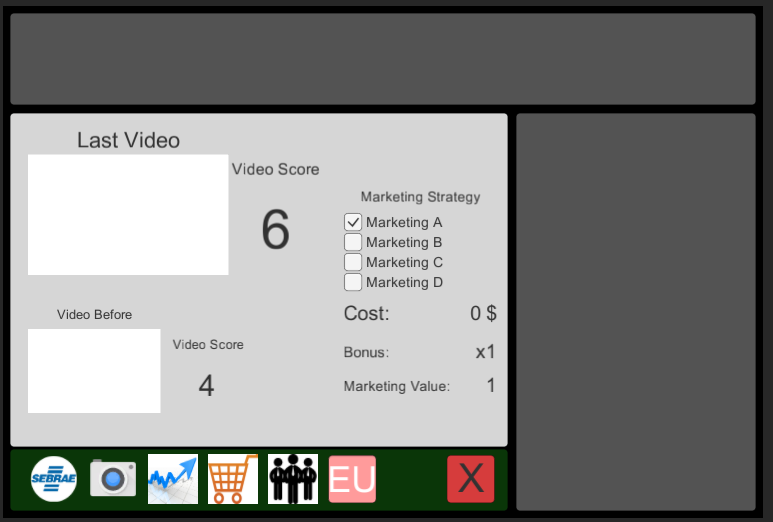 Last Video
Video Score
6
Marketing Strategy
Marketing A
Marketing B
Marketing C
Marketing D
Cost: 0 $
Video Before
Video Score
4
Bonus: x1
Marketing Value: 1
SEBRAE
EU
X